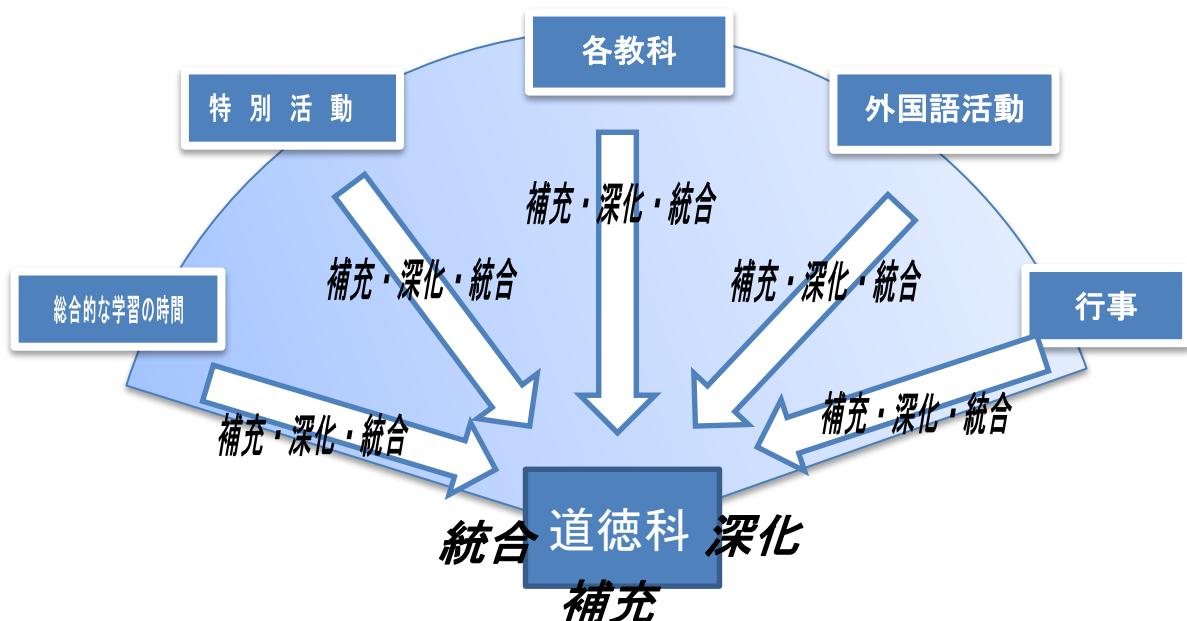 各教科
特 別 活 動
外国語活動
補充・深化・統合
補充・深化・統合
補充・深化・統合
総合的な学習の時間
行事
補充・深化・統合
補充・深化・統合
道徳科
統合
深化
補充